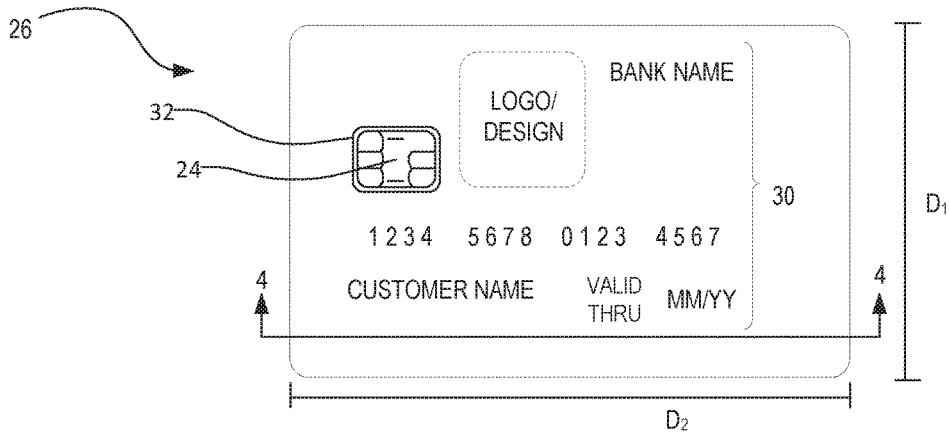 26
BANK NAME
LOGO/
DESIGN
32
24
30
D1
1234 5678 0123 4567
4
4
CUSTOMER NAME
VALID
THRU
MM/YY
D2